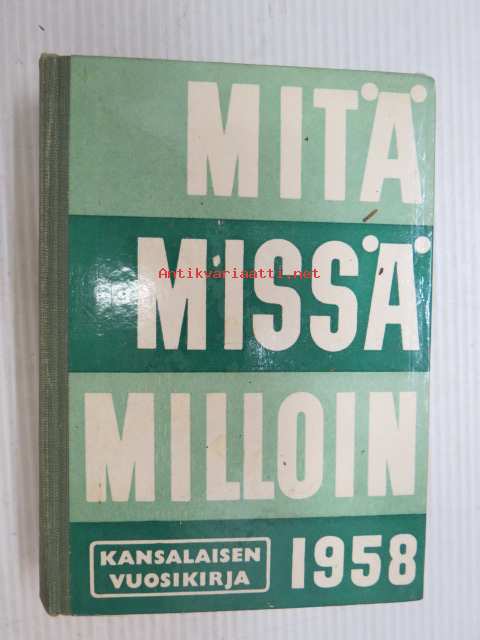 MITÄ
MISSÄ
Antikvariaatti.net
MILLOIN
KANSALAISEN
VUOSIKIRJA
1958